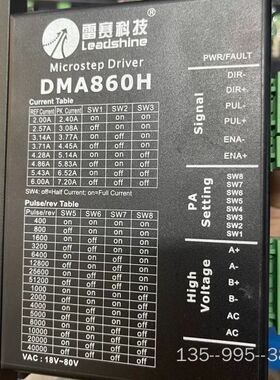 雷赛科技®
Leadshine
Microstep Driver
DMA860H
Current Table
REF Current PK Current SW1 SW2 SW3
2.00A 2.40A on on on
2.57A 3.08A off on on
3.14A 3.77A on off on
3.71A 4.45A off off on
4.28A 5.14A on on off
4.86A 5.83A off on off
5.43A 6.52A on off off
6.00A 7.20A off off off
SW4: off=Half Current; on=Full Current
Pulse/rev Table
Pulse/rev SW5 SW6 SW7 SW8
400 on on on on
800 off on on on
1600 on off on on
3200 off off on on
6400 on on off on
12800 off on off on
25600 on off off on
51200 off off off on
1000 on on on off
2000 off on on off
4000 on off on off
5000 off off on off
8000 on on off off
10000 off on off off
20000 on off off off
40000 off off off off
VAC : 18V~80V
PWR/FAULT
Signal
DIR-
DIR+
PUL-
PUL+
ENA-
ENA+
PA Setting
SW8
SW7
SW6
SW5
SW4
SW3
SW2
SW1
High Voltage
A+
A-
B+
B-
AC
AC
135-995-3